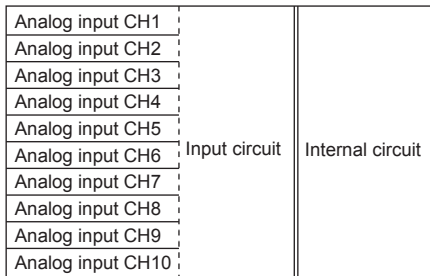 Analog input CH1
Analog input CH2
Analog input CH3
Analog input CH4
Analog input CH5
Analog input CH6
Analog input CH7
Analog input CH8
Analog input CH9
Analog input CH10
Input circuit
Internal circuit